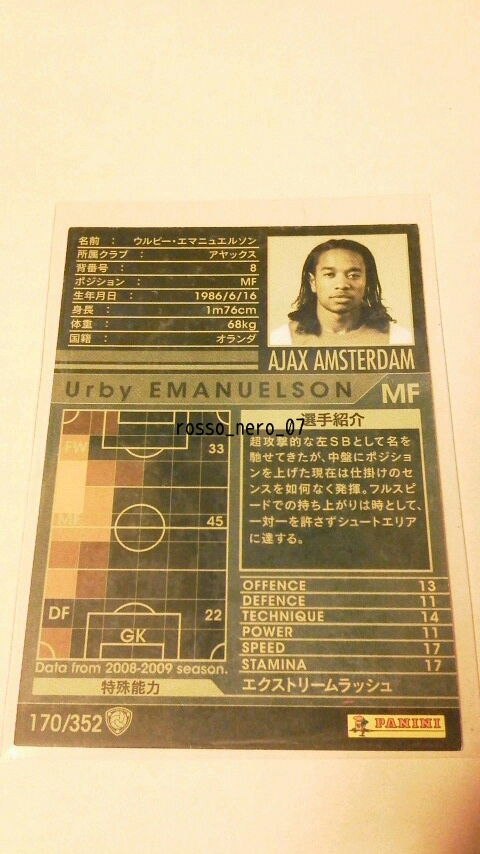 名前 : ウルビー・エマニュエルソン
所属クラブ : アヤックス
背番号 : 8
ポジション : MF
生年月日 : 1986/6/16
身長 : 1m76cm
体重 : 68kg
国籍 : オランダ
AJAX AMSTERDAM
Urby EMANUELSON MF
rosso_nero_07
選手紹介
超攻撃的な左SBとして名を
馳せてきたが、中盤にポジショ
ンを上げた現在は仕掛けのセ
ンスを如何なく発揮。フルスピ
ードでの持ち上がりは時として、
一対一を許さずシュートエリア
に達する。
FW 33
MF 45
DF 22
GK
Data from 2008-2009 season.
OFFENCE 13
DEFENCE 11
TECHNIQUE 14
POWER 11
SPEED 17
STAMINA 17
特殊能力 エクストリームラッシュ
170/352
PANINI